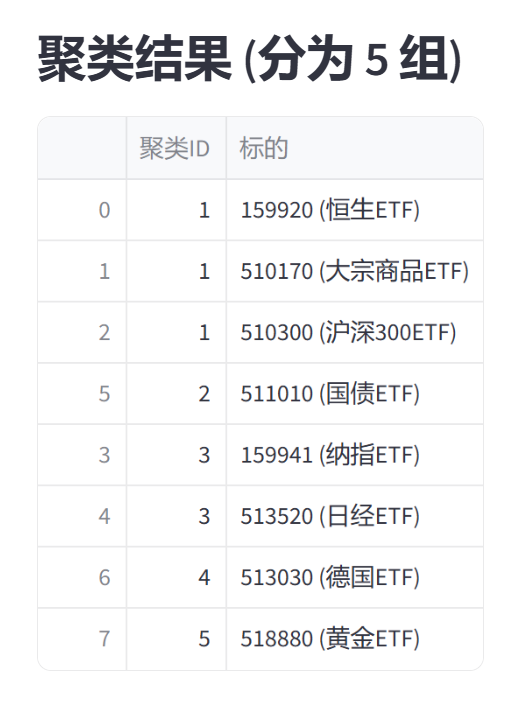 聚类结果 (分为 5 组)
聚类ID 标的
0 1 159920 (恒生ETF)
1 1 510170 (大宗商品ETF)
2 1 510300 (沪深300ETF)
5 2 511010 (国债ETF)
3 3 159941 (纳指ETF)
4 3 513520 (日经ETF)
6 4 513030 (德国ETF)
7 5 518880 (黄金ETF)